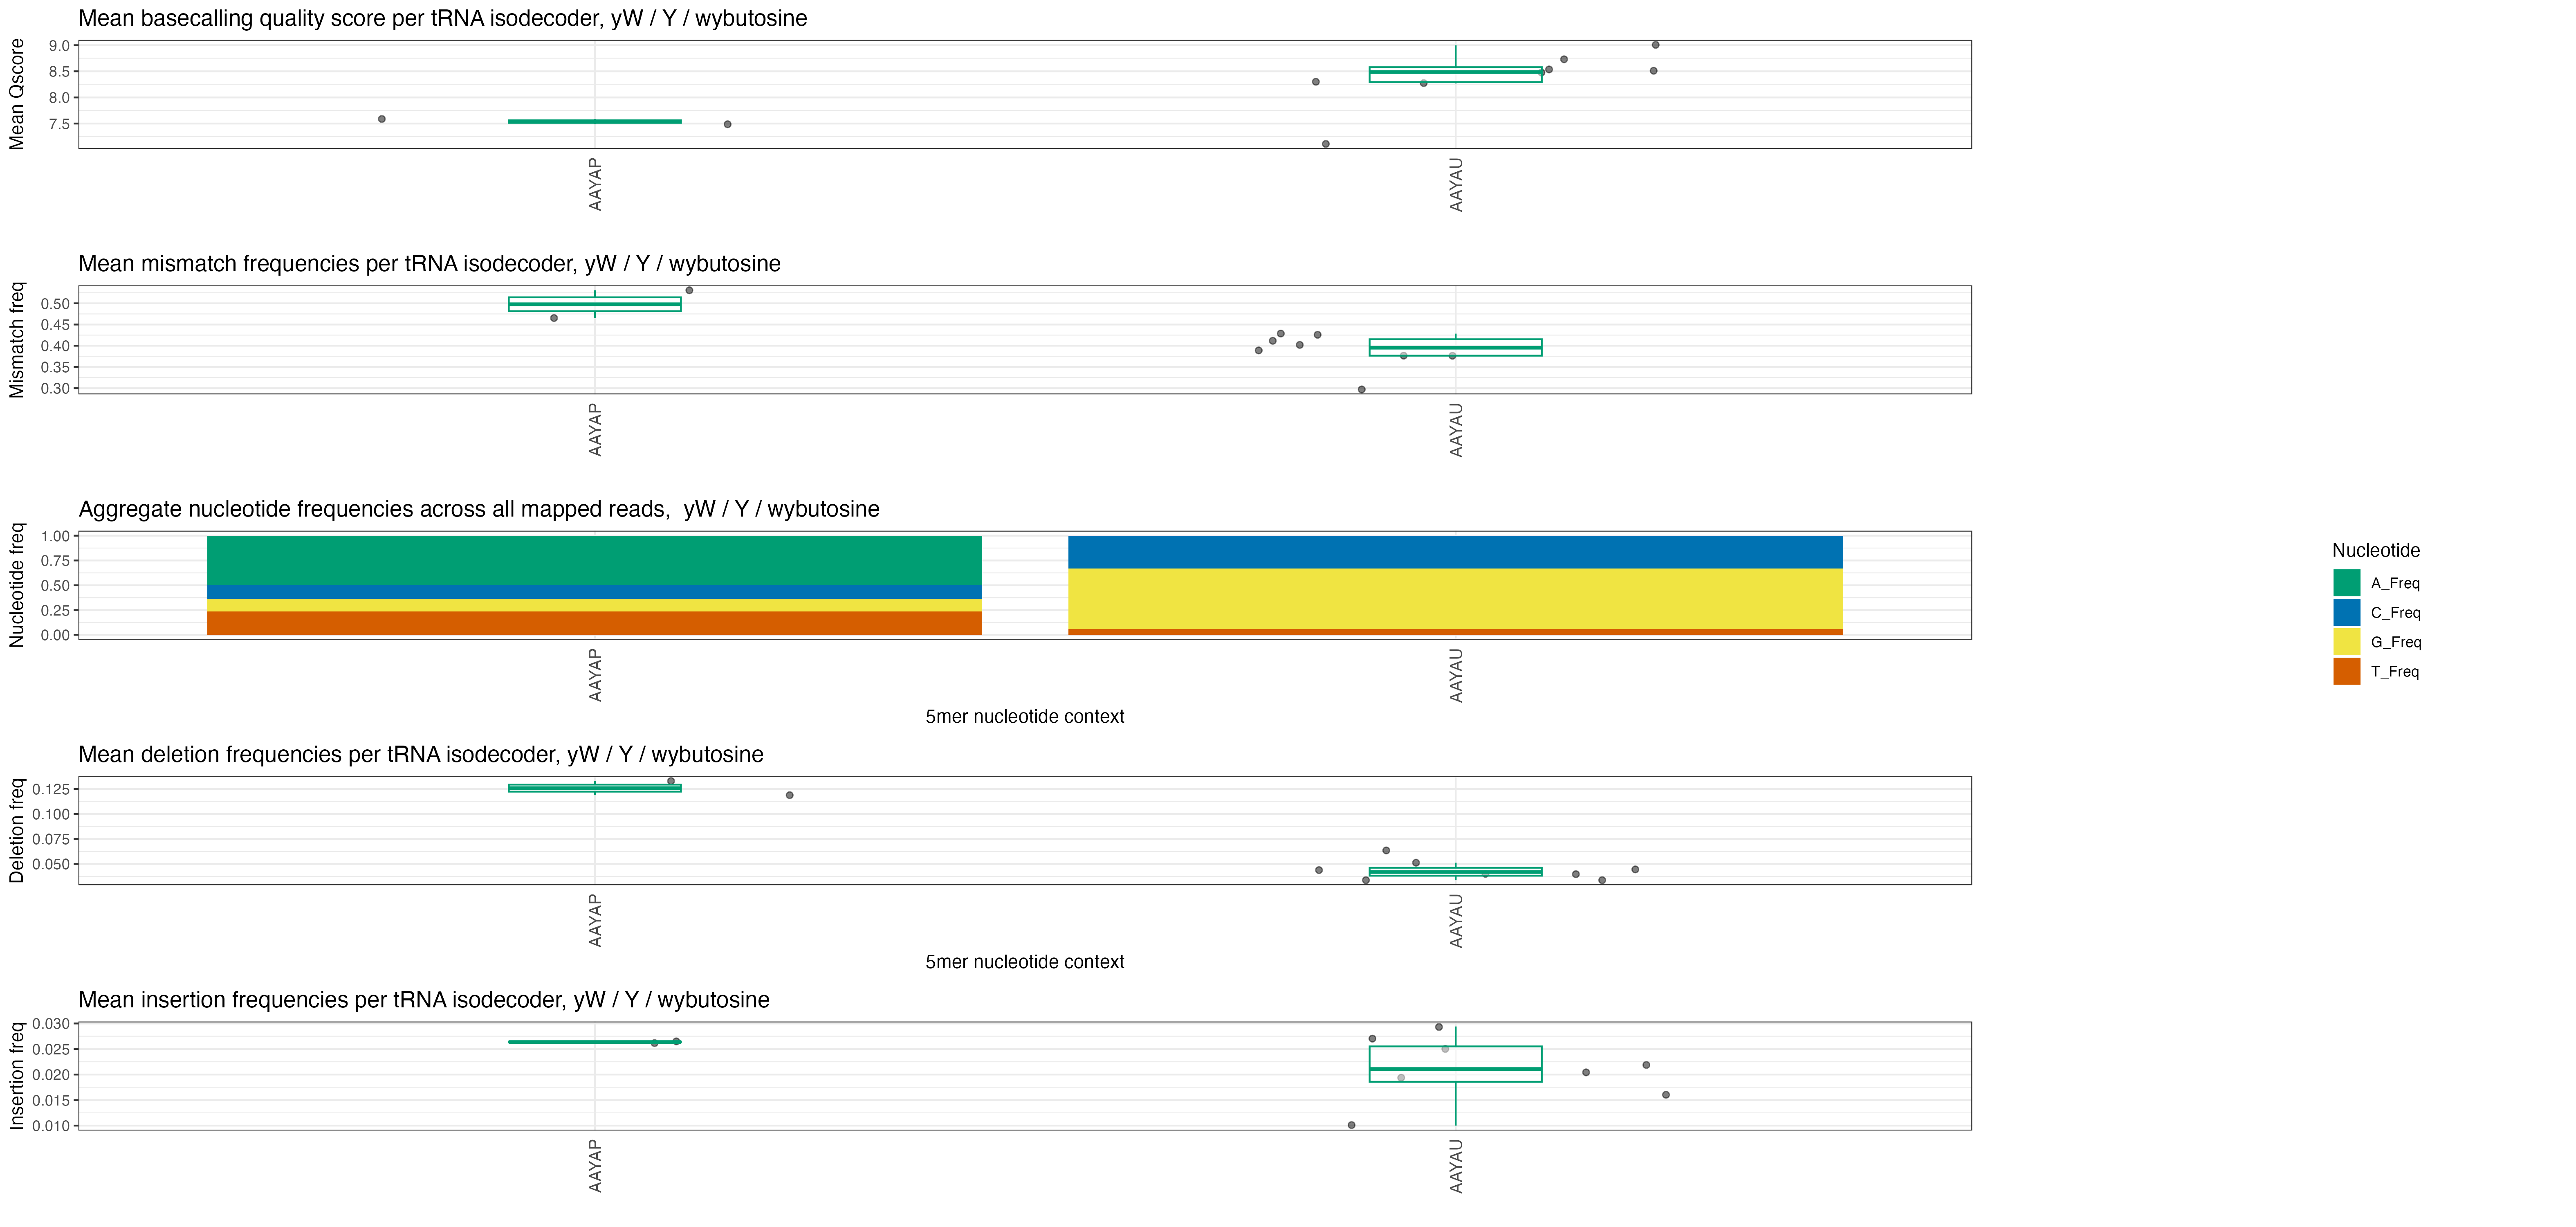 Mean basecalling quality score per tRNA isodecoder, yW / Y / wybutosine
Mean Qscore
9.0
8.5
8.0
7.5
AAYAP
AAYAU
Mean mismatch frequencies per tRNA isodecoder, yW / Y / wybutosine
Mismatch freq
0.50
0.45
0.40
0.35
0.30
AAYAP
AAYAU
Aggregate nucleotide frequencies across all mapped reads,  yW / Y / wybutosine
Nucleotide freq
1.00
0.75
0.50
0.25
0.00
AAYAP
AAYAU
5mer nucleotide context
Nucleotide
A_Freq
C_Freq
G_Freq
T_Freq
Mean deletion frequencies per tRNA isodecoder, yW / Y / wybutosine
Deletion freq
0.125
0.100
0.075
0.050
AAYAP
AAYAU
5mer nucleotide context
Mean insertion frequencies per tRNA isodecoder, yW / Y / wybutosine
Insertion freq
0.030
0.025
0.020
0.015
0.010
AAYAP
AAYAU